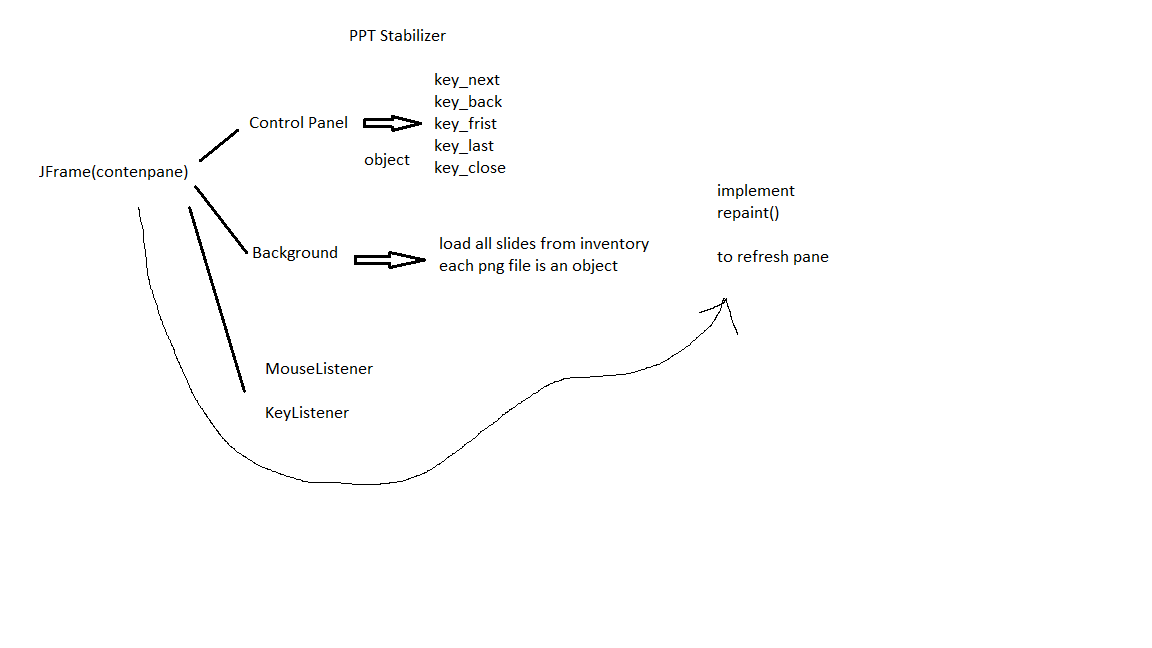 PPT Stabilizer
key_next
key_back
key_frist
key_last
key_close
Control Panel
object
JFrame(contenpane)
Background
load all slides from inventory
each png file is an object
MouseListener
KeyListener
implement
repaint()
to refresh pane